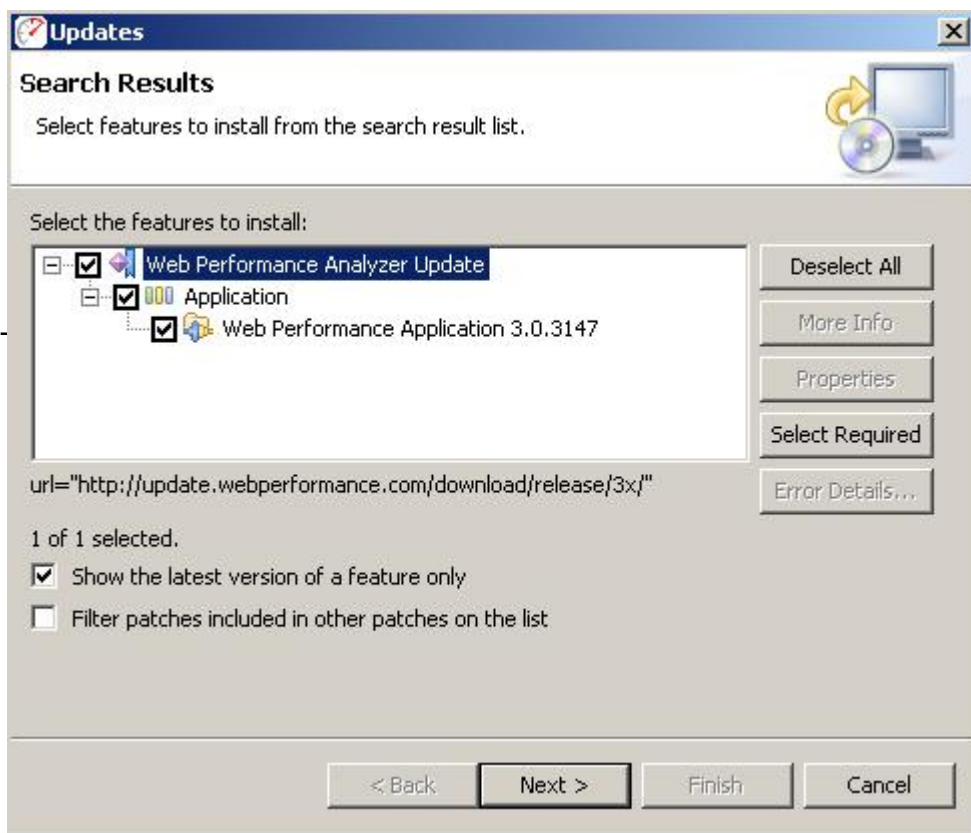 Updates
Search Results
Select features to install from the search result list.
Select the features to install:
Web Performance Analyzer Update
Application
Web Performance Application 3.0.3147
Deselect All
More Info
Properties
Select Required
Error Details...
url="http://update.webperformance.com/download/release/3x/"
1 of 1 selected.
Show the latest version of a feature only
Filter patches included in other patches on the list
< Back
Next >
Finish
Cancel